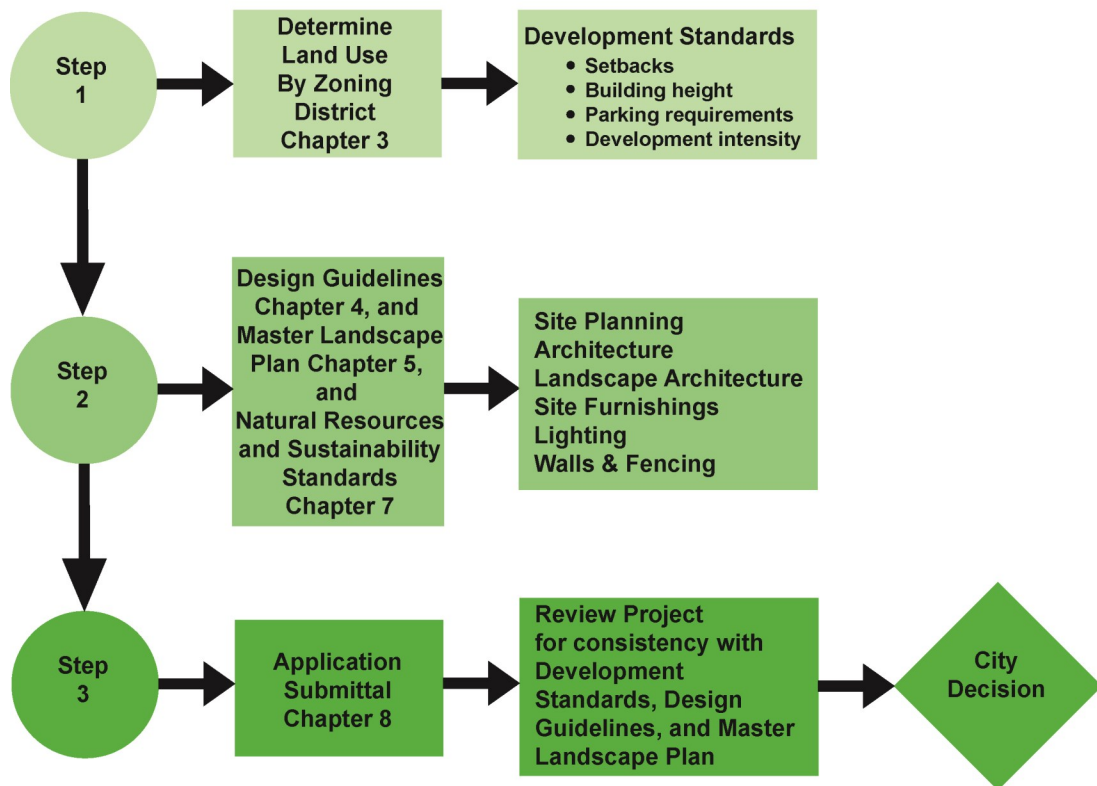 Step
1
Determine
Land Use
By Zoning
District
Chapter 3
Development Standards
• Setbacks
• Building height
• Parking requirements
• Development intensity
Step
2
Design Guidelines
Chapter 4, and
Master Landscape
Plan Chapter 5,
and
Natural Resources
and Sustainability
Standards
Chapter 7
Site Planning
Architecture
Landscape Architecture
Site Furnishings
Lighting
Walls & Fencing
Step
3
Application
Submittal
Chapter 8
Review Project
for consistency with
Development
Standards, Design
Guidelines, and Master
Landscape Plan
City
Decision